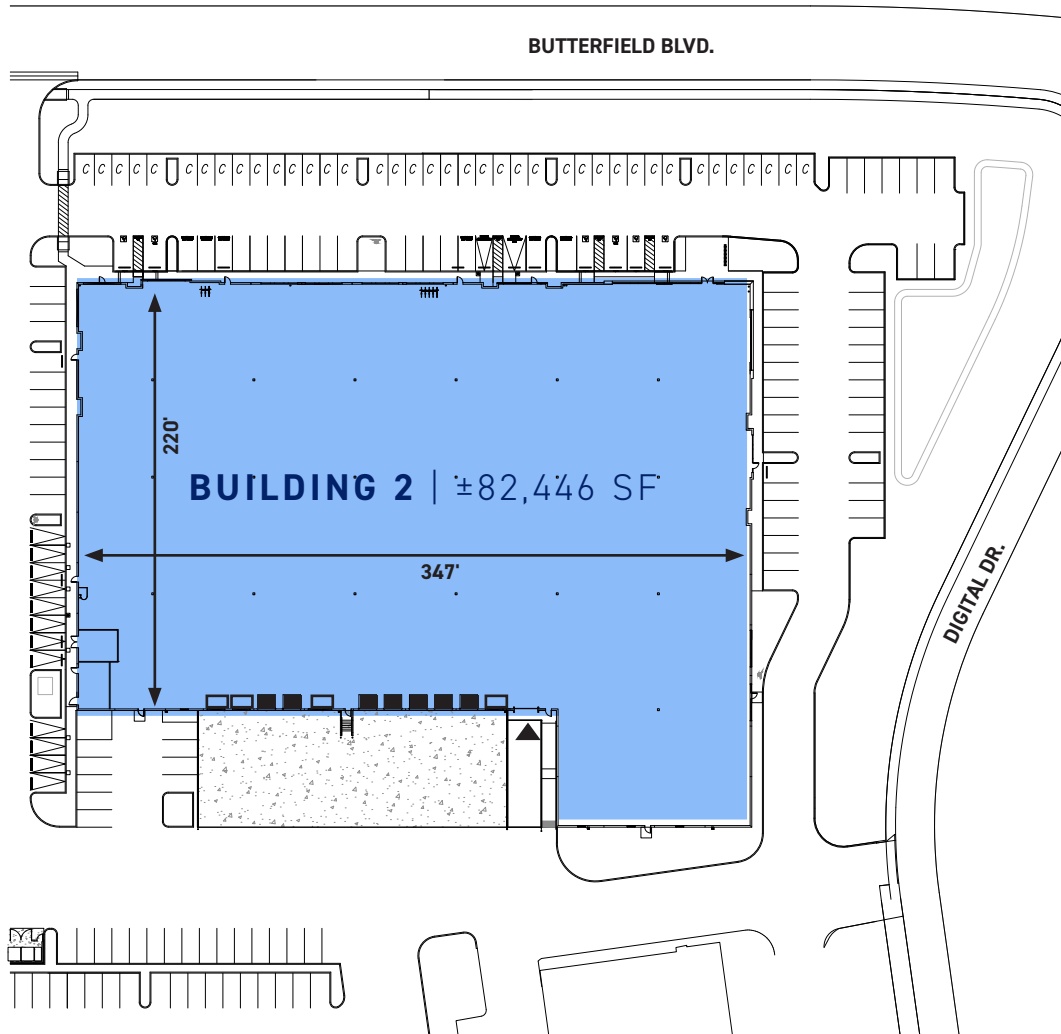 BUTTERFIELD BLVD.
C C C C C C C C C C C C C C C C C C C C C C C C C C C C C C C C C C C C C
220'
BUILDING 2 | ±82,446 SF
347'
DIGITAL DR.